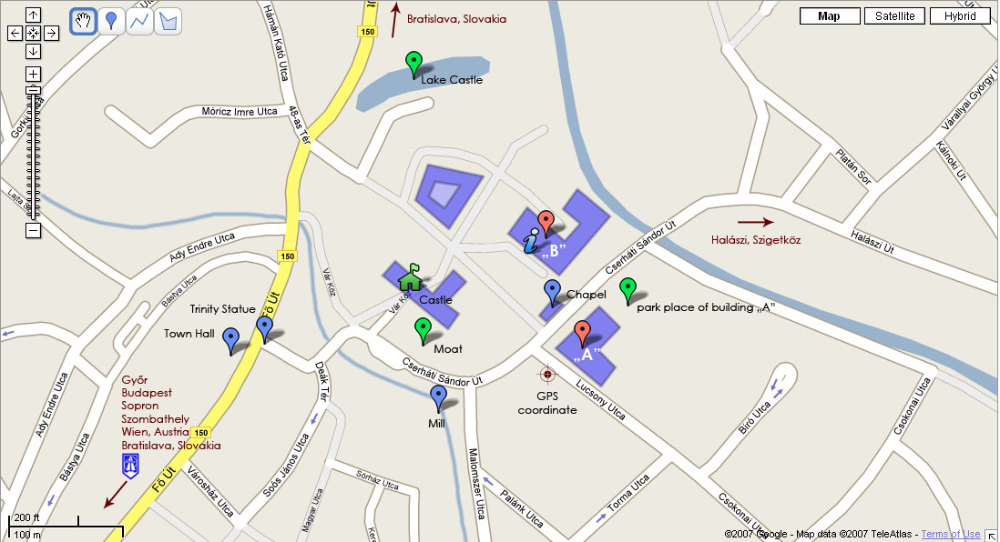 Map
Satellite
Hybrid
Bratislava, Slovakia
150
Lake Castle
Hámán Kató Utca
Móricz Imre Utca
48-as Tér
Várallyai György U
Kálnoki Út
Platán Sor
Lajta
Halászi, Szigetköz
Halászi Út
Cserháti Sándor Út
„B”
Ady Endre Utca
150
Bástya Utca
Vár Köz
Castle
Vár Kö
Chapel
park place of building „A”
Trinity Statue
Fő Út
Town Hall
Moat
„A”
Cserháti Sándor Út
GPS
coordinate
Lucsony Utca
Deák Tér
Mill
Győr
Budapest
Sopron
Szombathely
Wien, Austria
Bratislava, Slovákia
150
Ady Endre Utca
Bástya Utca
Fő Út
Városház Utca
Soós János Utca
Magyar Utca
Sörház Utca
Malomszer Utca
Palánk Utca
Torma Utca
Bíró Utca
Csokonai Utca
Csokonai Utca
200 ft
100 m
©2007 Google - Map data ©2007 TeleAtlas - Terms of Use